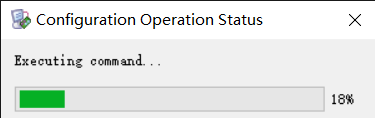 Configuration Operation Status
Executing command...
18%